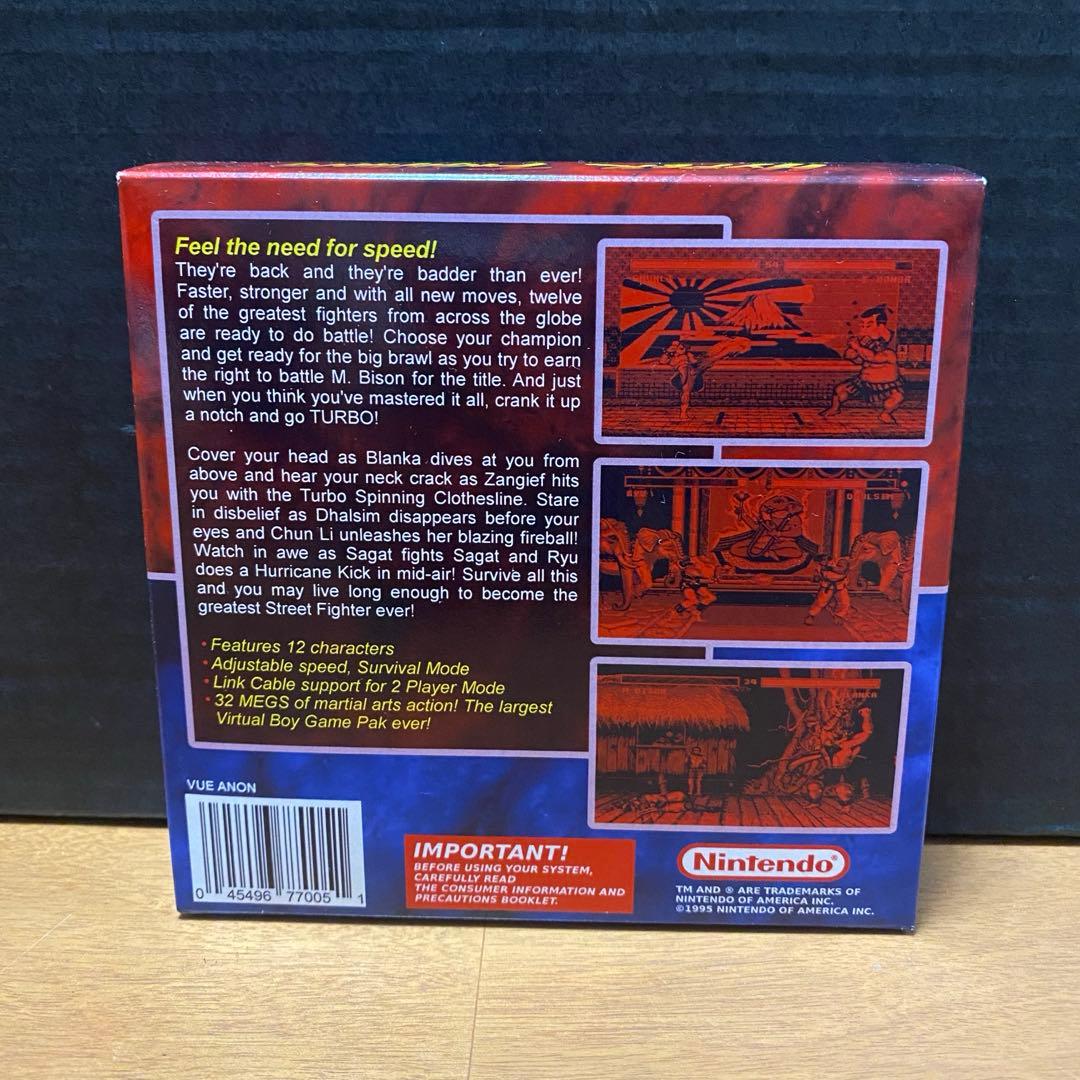 Feel the need for speed!
They're back and they're badder than ever!
Faster, stronger and with all new moves, twelve
of the greatest fighters from across the globe
are ready to do battle! Choose your champion
and get ready for the big brawl as you try to earn
the right to battle M. Bison for the title. And just
when you think you've mastered it all, crank it up
a notch and go TURBO!
Cover your head as Blanka dives at you from
above and hear your neck crack as Zangief hits
you with the Turbo Spinning Clothesline. Stare
in disbelief as Dhalsim disappears before your
eyes and Chun Li unleashes her blazing fireball!
Watch in awe as Sagat fights Sagat and Ryu
does a Hurricane Kick in mid-air! Survive all this
and you may live long enough to become the
greatest Street Fighter ever!
• Features 12 characters
• Adjustable speed, Survival Mode
• Link Cable support for 2 Player Mode
• 32 MEGS of martial arts action! The largest
Virtual Boy Game Pak ever!
M.BISON
BLANKA
VUE ANON
0 45496 77005 1
IMPORTANT!
BEFORE USING YOUR SYSTEM,
CAREFULLY READ
THE CONSUMER INFORMATION AND
PRECAUTIONS BOOKLET.
Nintendo®
TM AND ® ARE TRADEMARKS OF
NINTENDO OF AMERICA INC.
©1995 NINTENDO OF AMERICA INC.